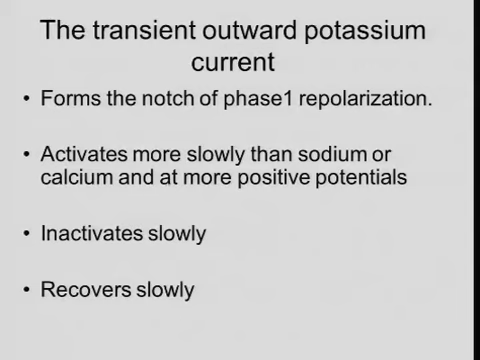 The transient outward potassium
current
• Forms the notch of phase1 repolarization.
• Activates more slowly than sodium or
calcium and at more positive potentials
• Inactivates slowly
• Recovers slowly